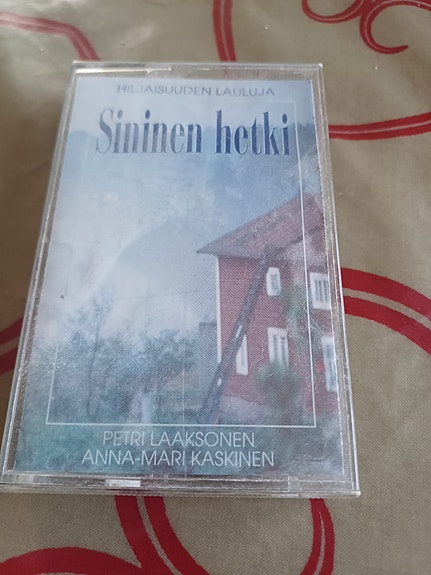 HILJAISUUDEN LAULUJA
Sininen hetki
PETRI LAAKSONEN
ANNA-MARI KASKINEN